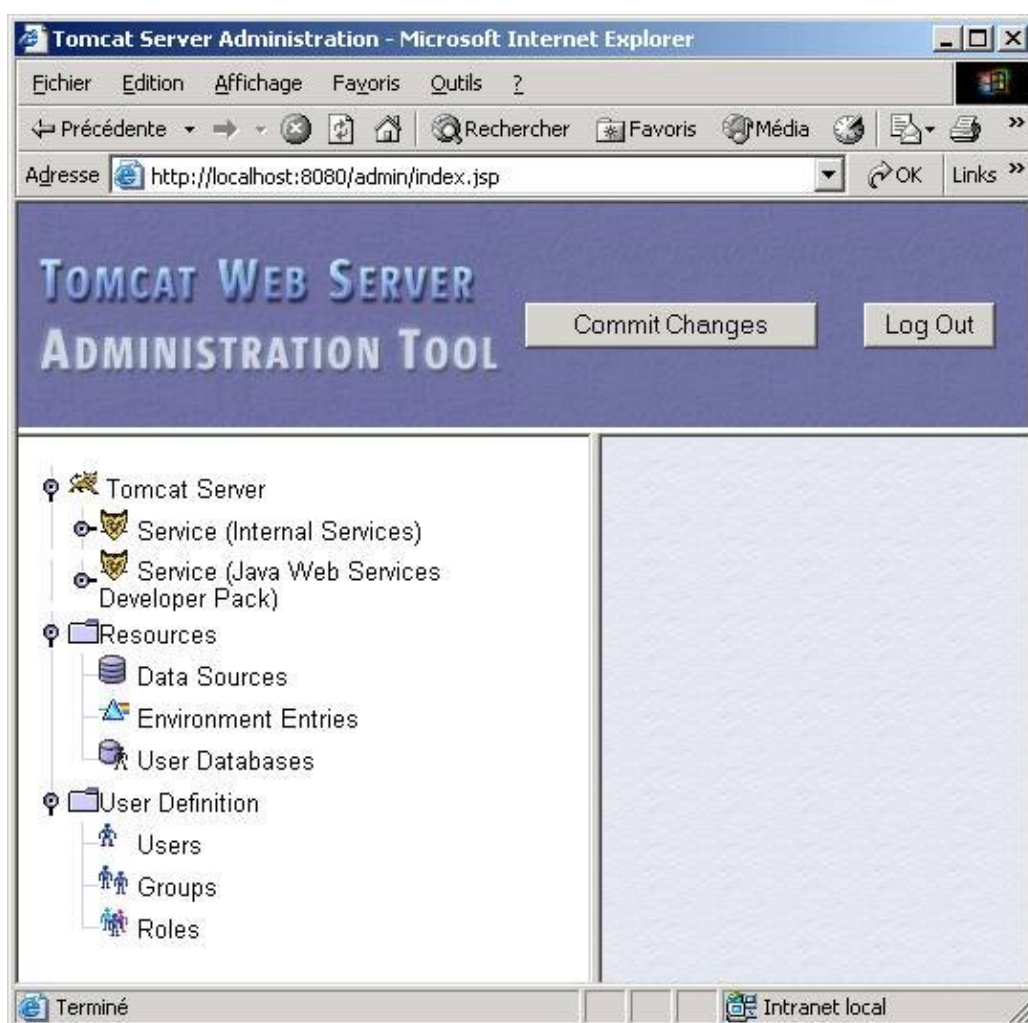 Tomcat Server Administration - Microsoft Internet Explorer
Fichier Edition Affichage Favoris Outils ?
Précédente Rechercher Favoris Média »
Adresse http://localhost:8080/admin/index.jsp OK Links »
TOMCAT WEB SERVER
ADMINISTRATION TOOL
Commit Changes Log Out
Tomcat Server
Service (Internal Services)
Service (Java Web Services
Developer Pack)
Resources
Data Sources
Environment Entries
User Databases
User Definition
Users
Groups
Roles
Terminé Intranet local